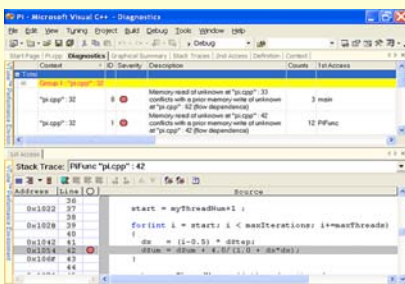 PI - Microsoft Visual C++ - Diagnostics
File Edit View Tuning Project Build Debug Tools Window Help
Debug
Start Page | Pi.cpp Diagnostics | Graphical Summary | Stack Traces | 2nd Access | Definition | Context |
Context ID Severity Description Counts 1st Access
Group 1 : "pi.cpp" : 32
"pi.cpp" : 32 Memory read of unknown at "pi.cpp" : 33 conflicts with a prior memory write of unknown at "pi.cpp" : 62 (flow dependence) 3 main
"pi.cpp" : 32 1 Memory read of unknown at "pi.cpp" : 42 conflicts with a prior memory write of unknown at "pi.cpp" : 42 (flow dependence) 12 PiFunc
1st Access
Stack Trace: PiFunc "pi.cpp" : 42
Address Line Source
36
0x1022 37 start = myThreadNum+1 ;
38
0x1028 39 for(int i = start; i < maxIterations; i+=maxThreads)
40 {
0x1042 41 dx = (i-0.5) * dStep;
0x1054 42 dSum = dSum + 4.0/(1.0 + dx*dx);
43 }